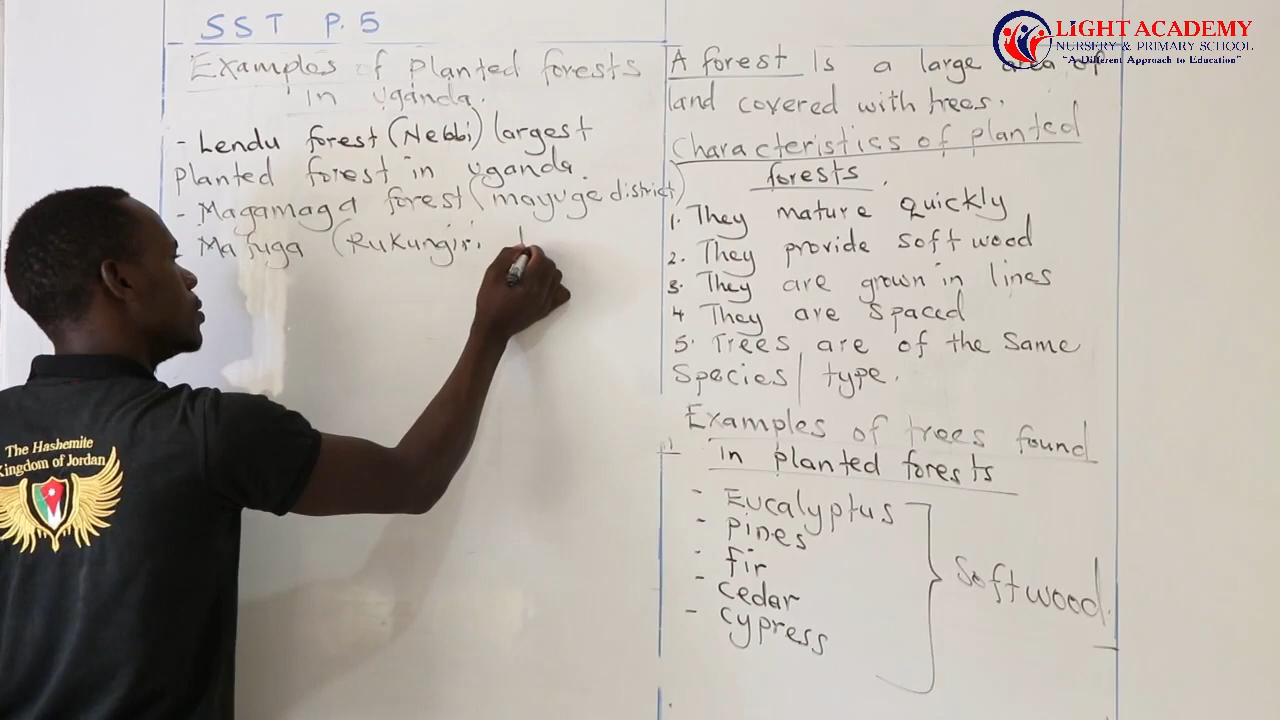 SST P.5
Examples of planted forests
in Uganda.
- Lendu forest (Nebbi) largest
planted forest in Uganda.
- Magamaga forest (mayuge district)
- Mafuga (Rukungiri
A forest is a large area of
land covered with trees.
Characteristics of planted
forests.
1. They mature quickly
2. They provide soft wood
3. They are grown in lines
4 They are spaced
5. Trees are of the same
species/type.
Examples of trees found
in planted forests
- Eucalyptus
- pines
- fir
- cedar
- cypress
Softwood.
LIGHT ACADEMY
NURSERY & PRIMARY SCHOOL
"A Different Approach to Education"
The Hashemite
Kingdom of Jordan